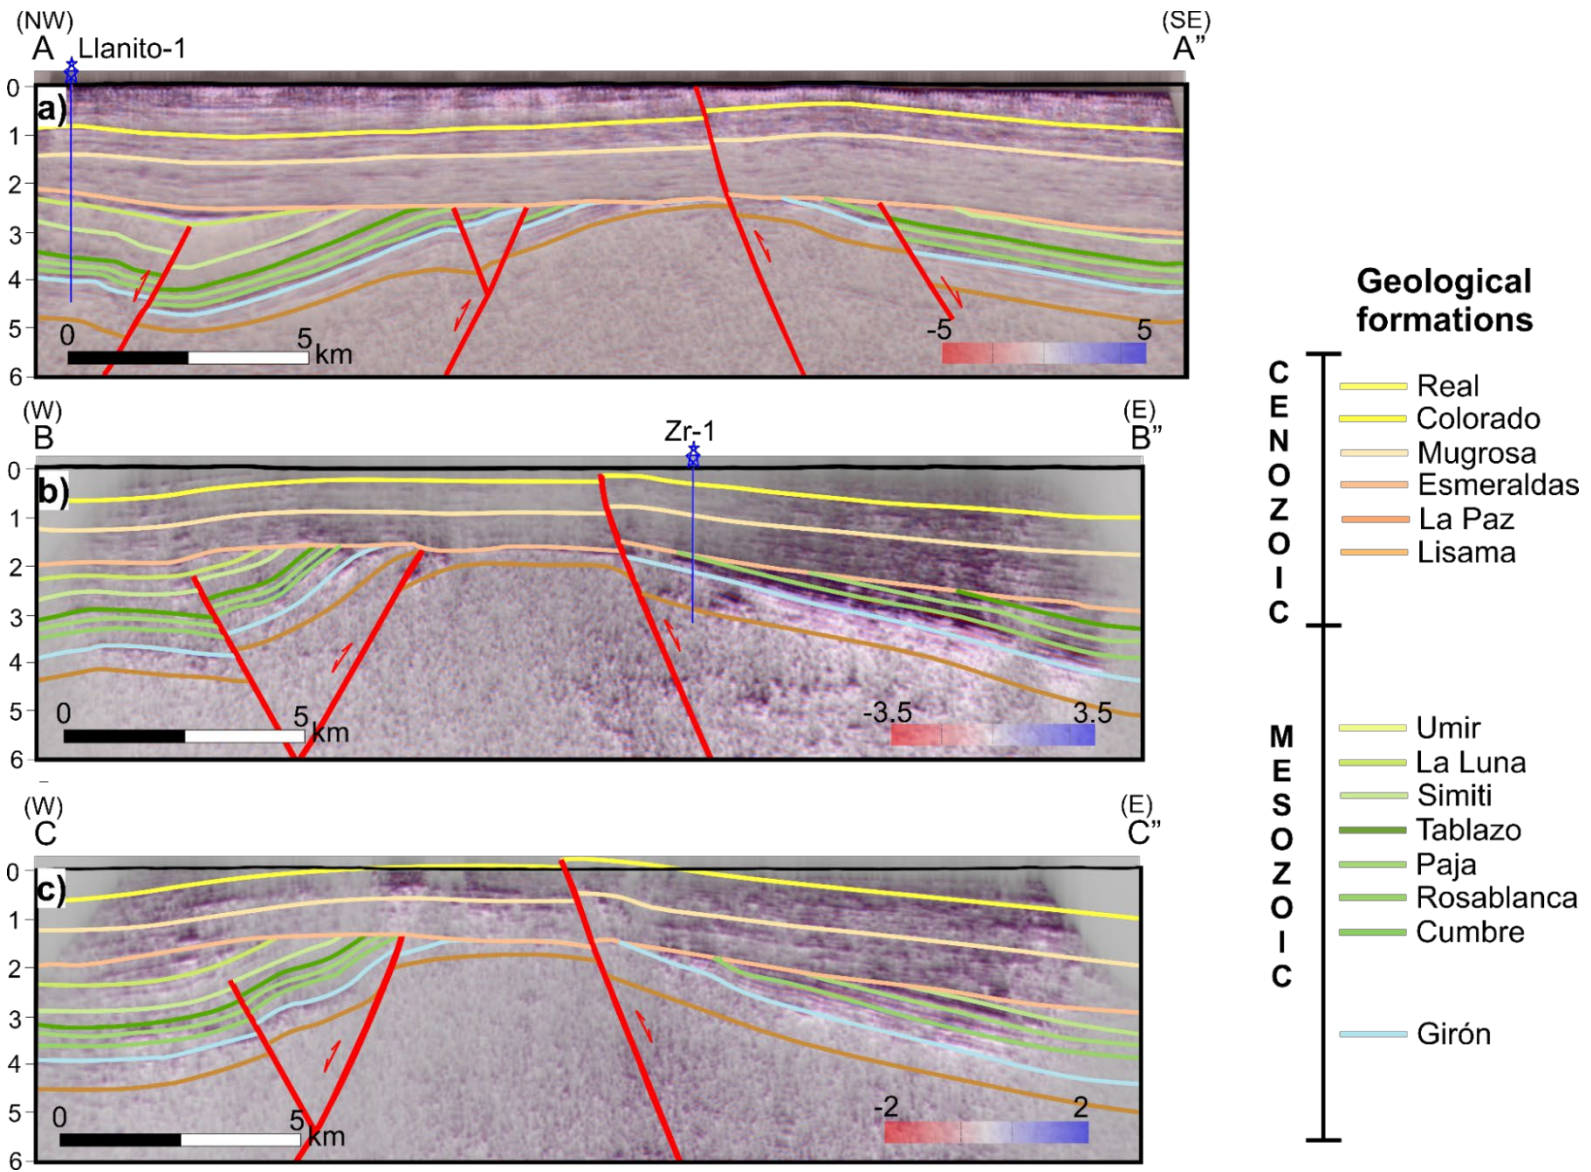 (NW)
A
Llanito-1
(SE)
A”
a)
0
1
2
3
4
5
6
0
5
km
-5
5
(W)
B
Zr-1
(E)
B”
b)
0
1
2
3
4
5
6
0
5
km
-3.5
3.5
(W)
C
(E)
C”
c)
0
1
2
3
4
5
6
0
5
km
-2
2
Geological
formations
CENOZOIC
Real
Colorado
Mugrosa
Esmeraldas
La Paz
Lisama
MESOZOIC
Umir
La Luna
Simiti
Tablazo
Paja
Rosablanca
Cumbre
Girón